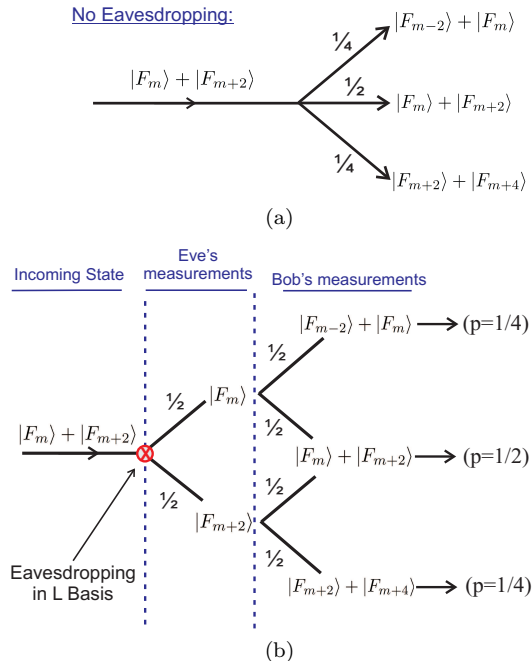 No Eavesdropping:
¼ |F_{m−2}⟩ + |F_m⟩
|F_m⟩ + |F_{m+2}⟩ ½ |F_m⟩ + |F_{m+2}⟩
¼ |F_{m+2}⟩ + |F_{m+4}⟩
(a)
Incoming State
Eve's
measurements
Bob's measurements
½ |F_{m−2}⟩ + |F_m⟩ (p=1/4)
½ |F_m⟩
½
|F_m⟩ + |F_{m+2}⟩ |F_m⟩ + |F_{m+2}⟩ (p=1/2)
½ ½
|F_{m+2}⟩
½
|F_{m+2}⟩ + |F_{m+4}⟩ (p=1/4)
Eavesdropping
in L Basis
(b)